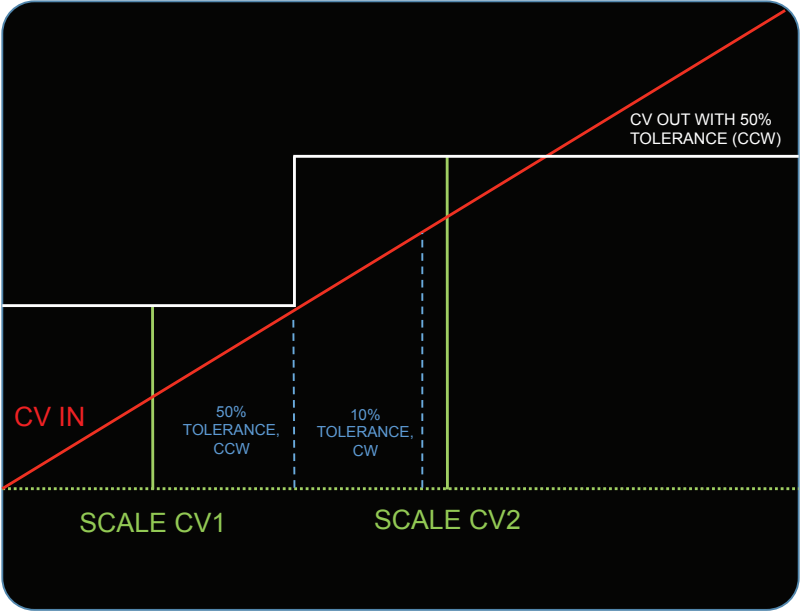 CV OUT WITH 50%
TOLERANCE (CCW)
CV IN
50%
TOLERANCE,
CCW
10%
TOLERANCE,
CW
SCALE CV1
SCALE CV2